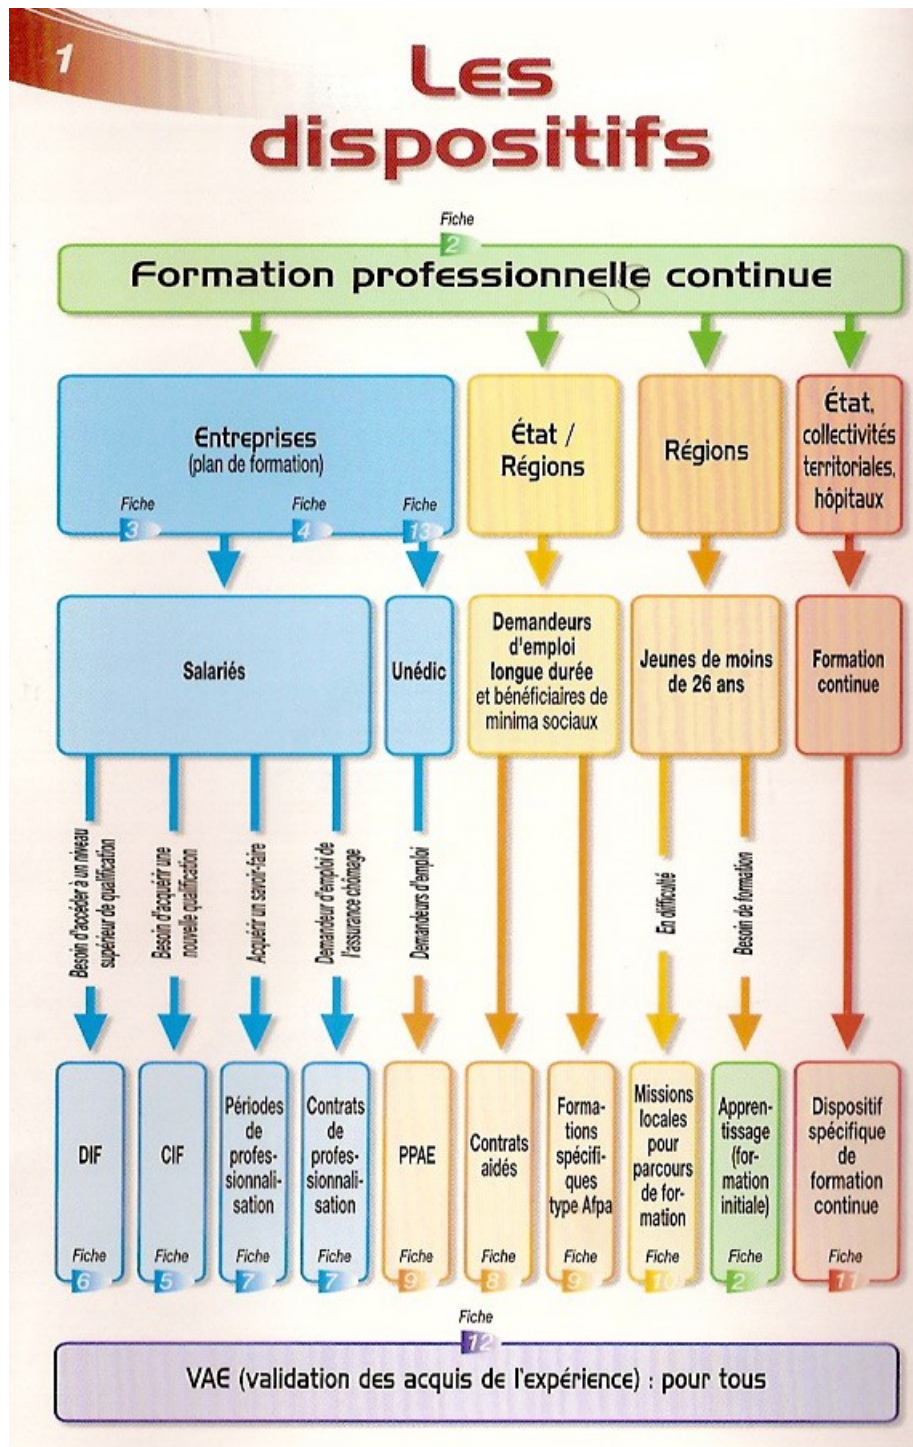 1
Les
dispositifs
Fiche
2
Formation professionnelle continue
Entreprises
(plan de formation)
Fiche
3
Fiche
4
Fiche
13
État /
Régions
Régions
État,
collectivités
territoriales,
hôpitaux
Salariés
Unédic
Demandeurs
d'emploi
longue durée
et bénéficiaires de
minima sociaux
Jeunes de moins
de 26 ans
Formation
continue
Besoin d'accéder à un niveau
supérieur de qualification
Besoin d'acquérir une
nouvelle qualification
Acquérir un savoir-faire
Demandeur d'emploi de
l'assurance chômage
Demandeurs d'emploi
En difficulté
Besoin de formation
DIF
Fiche
6
CIF
Fiche
5
Périodes
de
profes-
sionnali-
sation
Fiche
7
Contrats
de
profes-
sionnali-
sation
Fiche
7
PPAE
Fiche
9
Contrats
aidés
Fiche
8
Forma-
tions
spécifi-
ques
type Afpa
Fiche
9
Missions
locales
pour
parcours
de for-
mation
Fiche
10
Appren-
tissage
(for-
mation
initiale)
Fiche
2
Dispositif
spécifique
de
formation
continue
Fiche
11
Fiche
12
VAE (validation des acquis de l'expérience) : pour tous